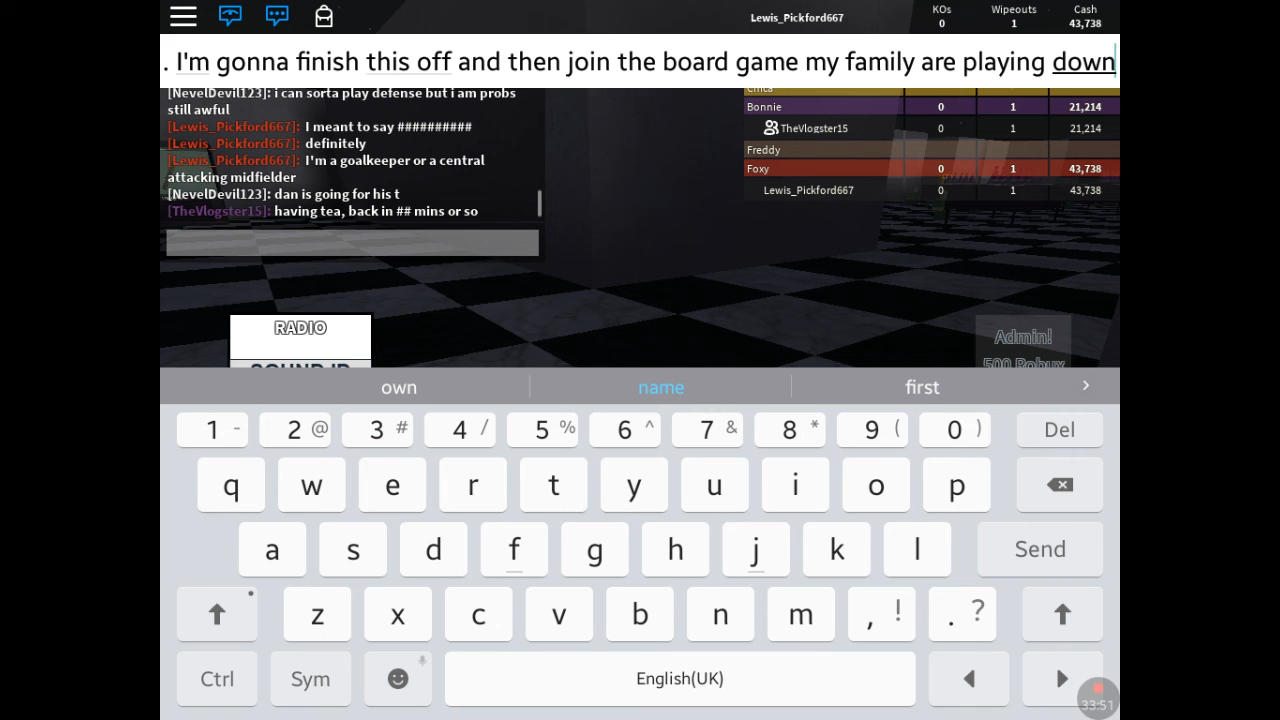 Lewis_Pickford667
KOs
0
Wipeouts
1
Cash
43,738
. I'm gonna finish this off and then join the board game my family are playing down
[NevelDevil123]: i can sorta play defense but i am probs
still awful
[Lewis_Pickford667]: I meant to say ##########
[Lewis_Pickford667]: definitely
[Lewis_Pickford667]: I'm a goalkeeper or a central
attacking midfielder
[NevelDevil123]: dan is going for his t
[TheVlogster15]: having tea, back in ## mins or so
Bonnie 0 1 21,214
TheVlogster15 0 1 21,214
Freddy
Foxy 0 1 43,738
Lewis_Pickford667 0 1 43,738
RADIO
SOUND ID
Admin!
500 Robux
own name first >
1 - 2 @ 3 # 4 / 5 % 6 ^ 7 & 8 * 9 ( 0 ) Del
q w e r t y u i o p
a s d f g h j k l Send
z x c v b n m , ! . ?
Ctrl Sym English(UK)
33:51